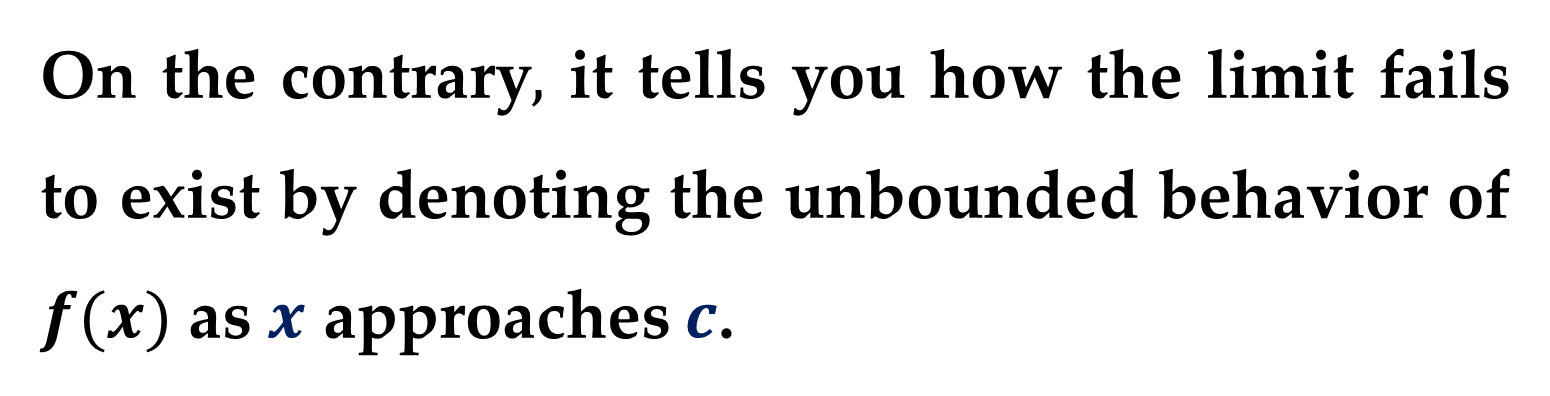 On the contrary, it tells you how the limit fails
to exist by denoting the unbounded behavior of
f(x) as x approaches c.